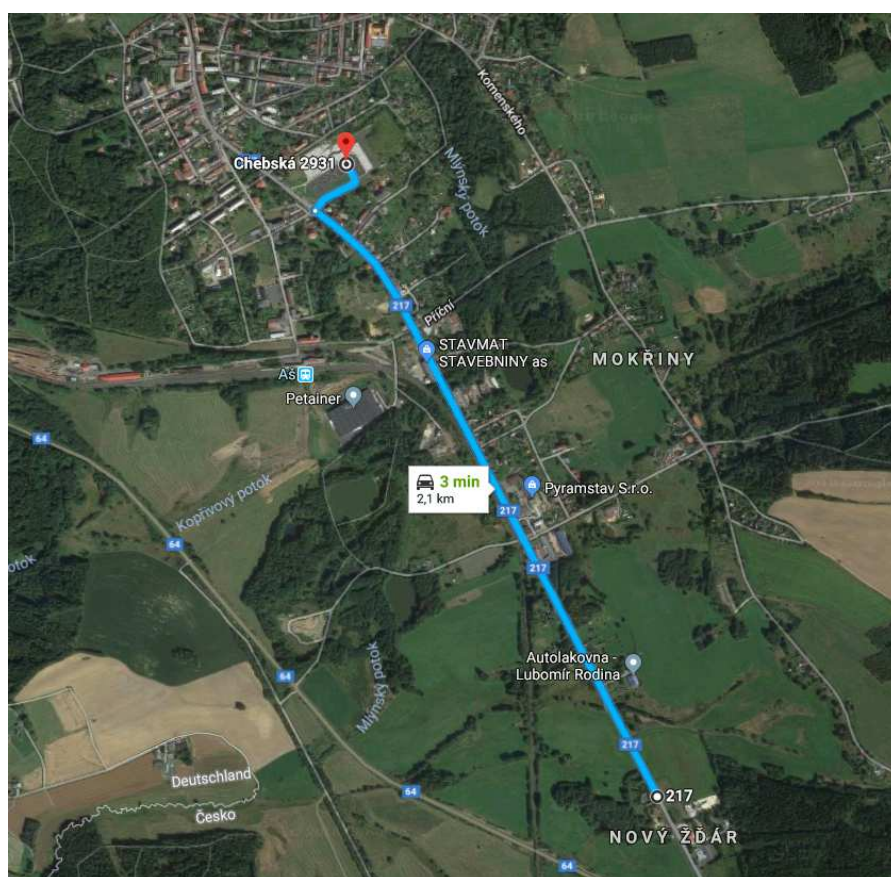 Komenského
Chebská 2931
Mlýnský potok
217
Příční
STAVMAT
STAVEBNINY as
MOKŘINY
Aš
Petainer
64
3 min
2,1 km
Pyramstav S.r.o.
Kopřivový potok
217
64
217
Autolakovna -
Lubomír Rodina
64
Mlýnský potok
217
Deutschland
64
217
Česko
NOVÝ ŽĎÁR
64